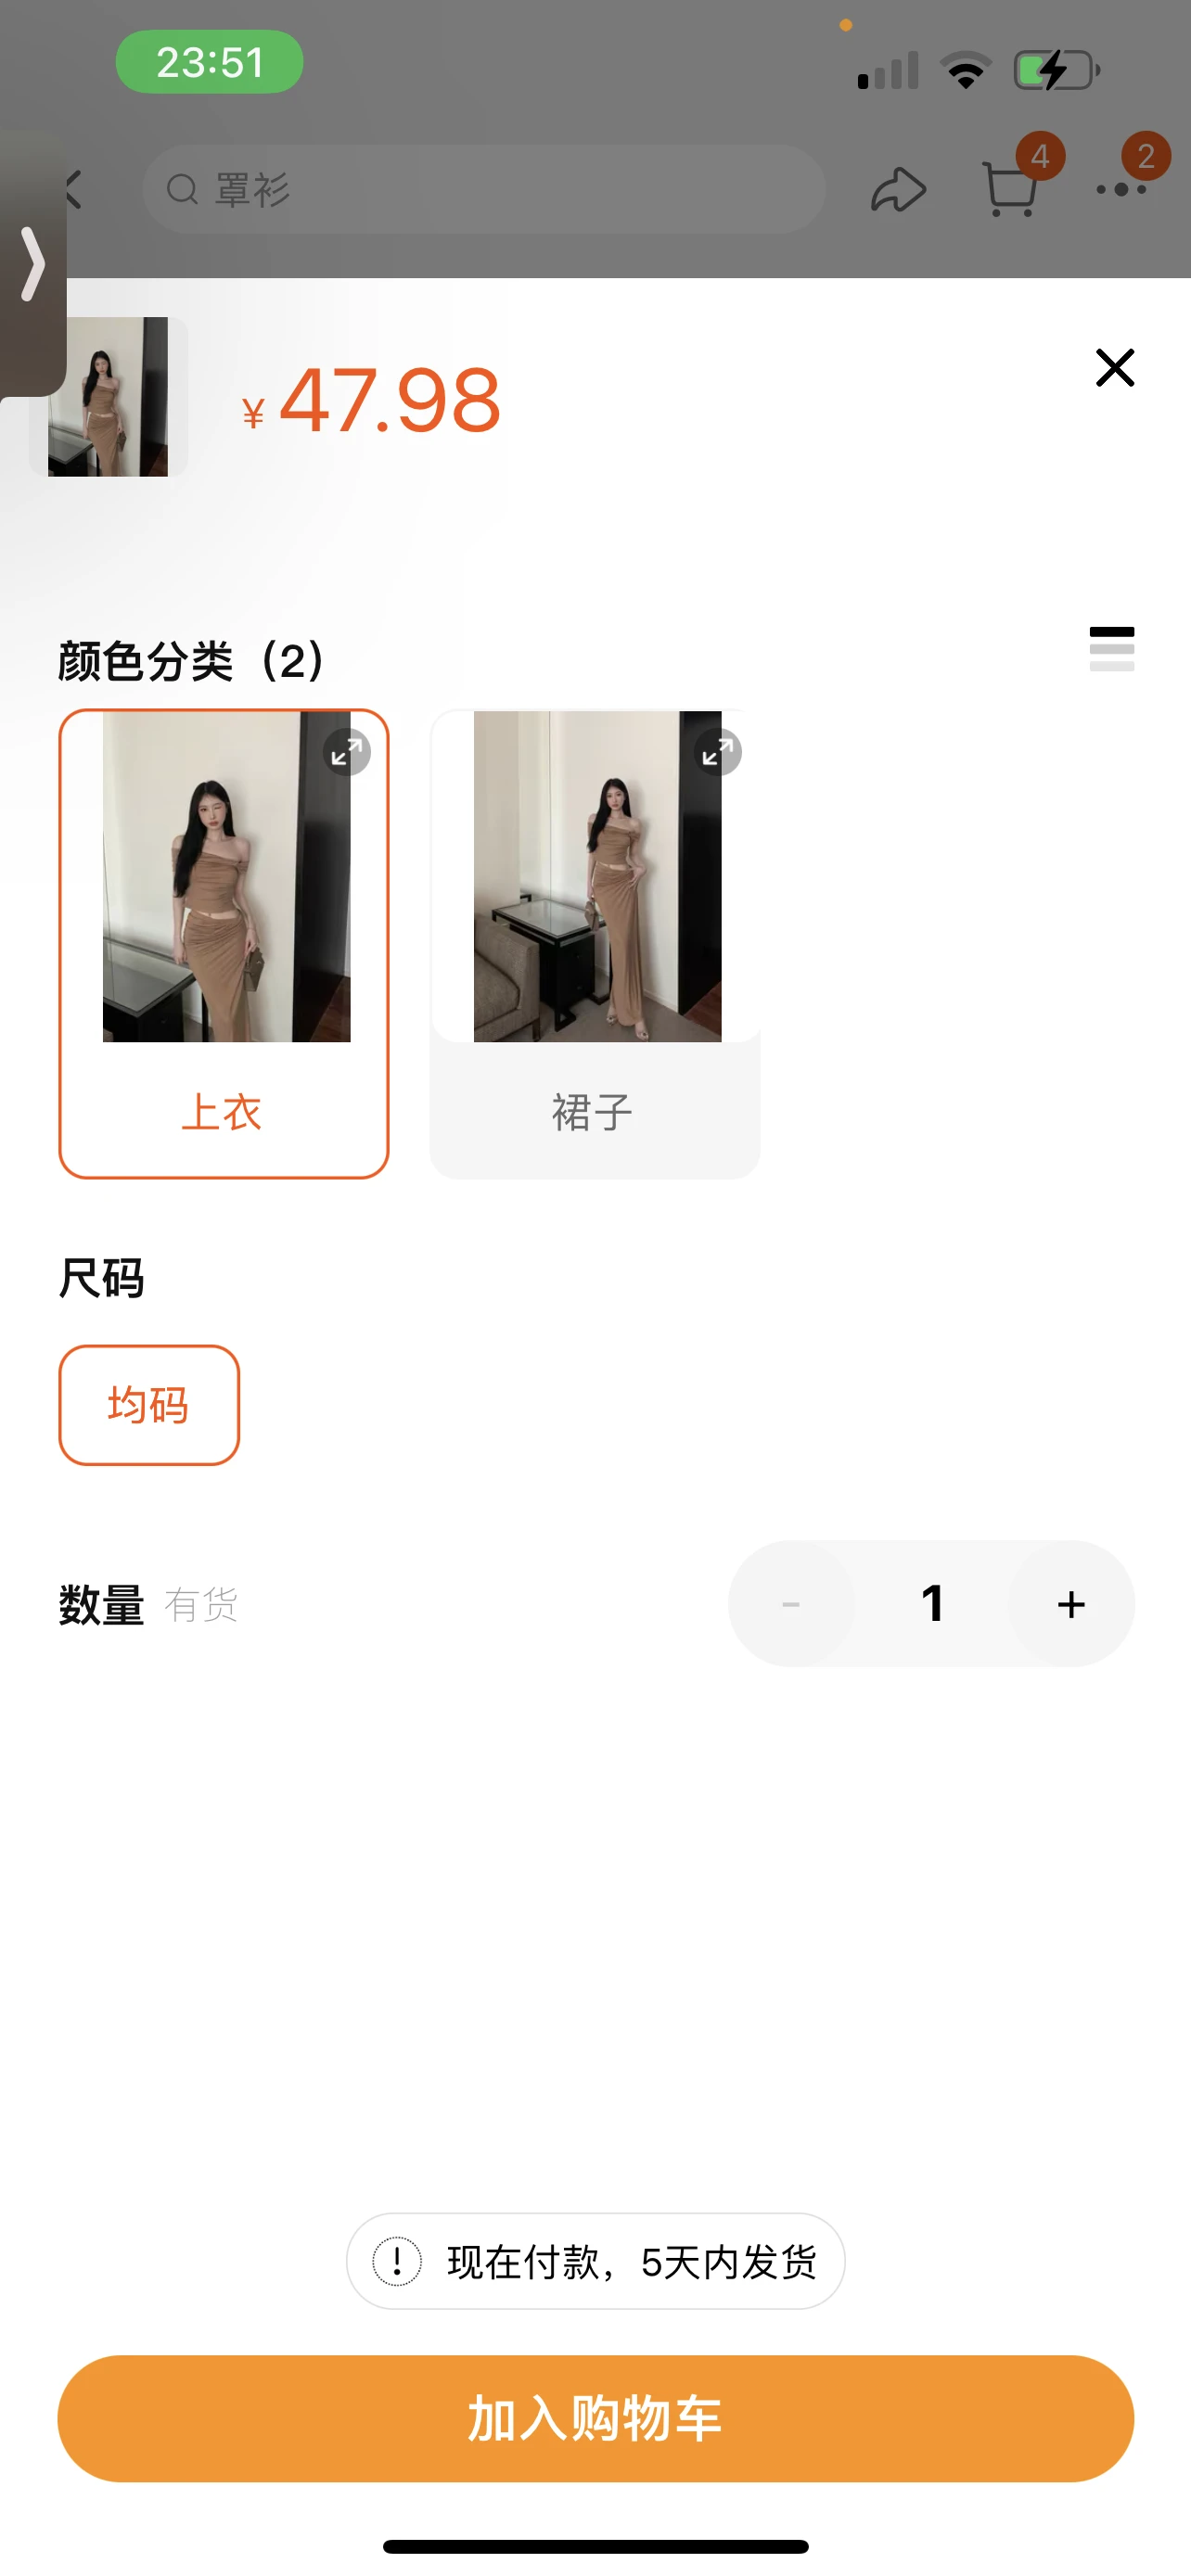 23:51
罩衫
4
2
¥47.98
颜色分类（2）
上衣
裙子
尺码
均码
数量 有货
- 1 +
现在付款，5天内发货
加入购物车